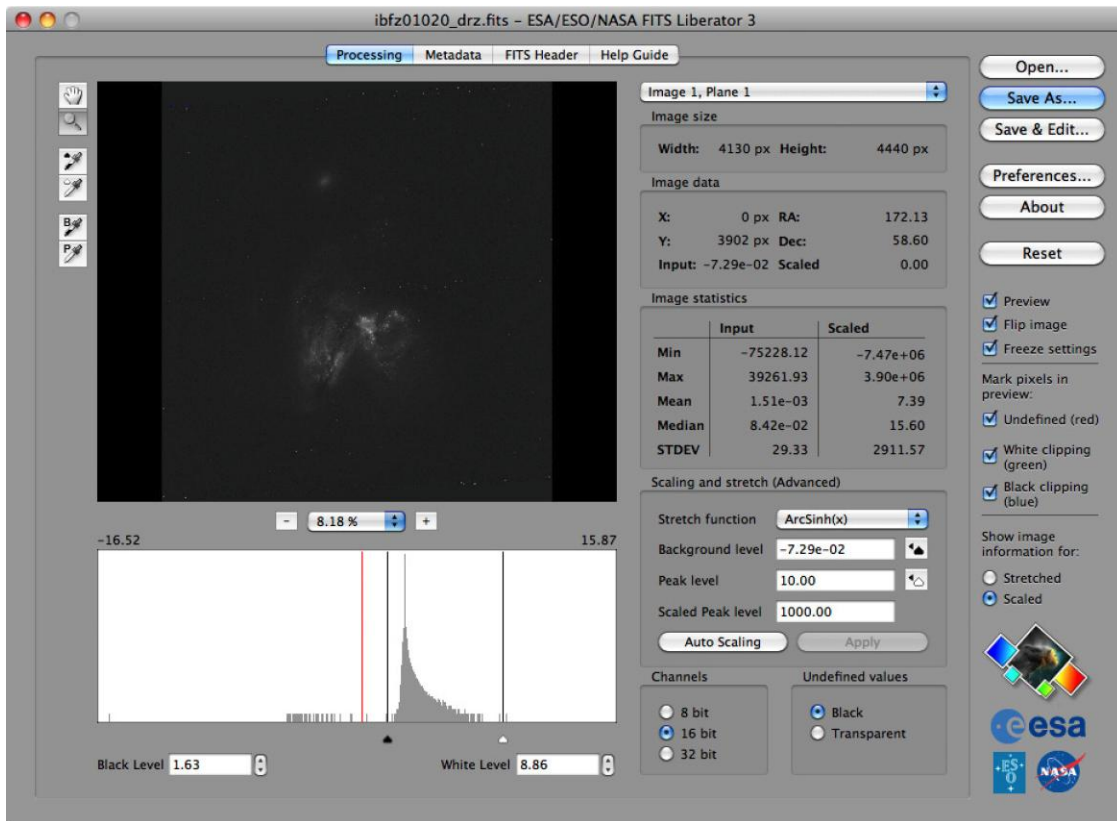 ibfz01020_drz.fits – ESA/ESO/NASA FITS Liberator 3
Processing Metadata FITS Header Help Guide
Open...
Save As...
Save & Edit...
Preferences...
About
Reset
Preview
Flip image
Freeze settings
Mark pixels in
preview:
Undefined (red)
White clipping
(green)
Black clipping
(blue)
Show image
information for:
Stretched
Scaled
esa
ESO
NASA
B
P
Image 1, Plane 1
Image size
Width: 4130 px Height: 4440 px
Image data
X: 0 px RA: 172.13
Y: 3902 px Dec: 58.60
Input: -7.29e-02 Scaled 0.00
Image statistics
Input Scaled
Min -75228.12 -7.47e+06
Max 39261.93 3.90e+06
Mean 1.51e-03 7.39
Median 8.42e-02 15.60
STDEV 29.33 2911.57
Scaling and stretch (Advanced)
Stretch function ArcSinh(x)
Background level -7.29e-02
Peak level 10.00
Scaled Peak level 1000.00
Auto Scaling Apply
Channels
8 bit
16 bit
32 bit
Undefined values
Black
Transparent
- 8.18 % +
-16.52 15.87
Black Level 1.63 White Level 8.86